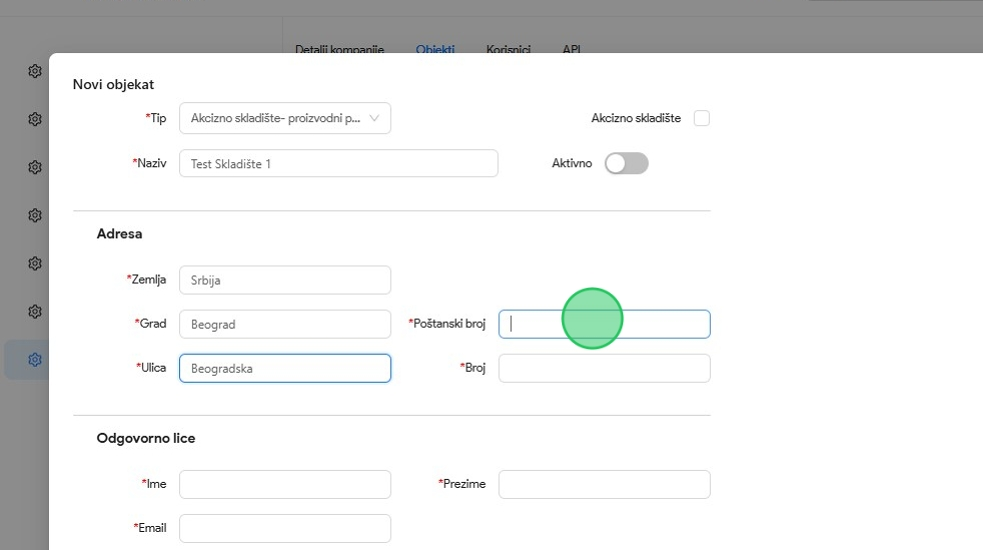 Detalji kompanije Objekti Korisnici API
Novi objekat
*Tip Akcizno skladište- proizvodni p... Akcizno skladište
*Naziv Test Skladište 1 Aktivno
Adresa
*Zemlja Srbija
*Grad Beograd *Poštanski broj
*Ulica Beogradska *Broj
Odgovorno lice
*Ime *Prezime
*Email